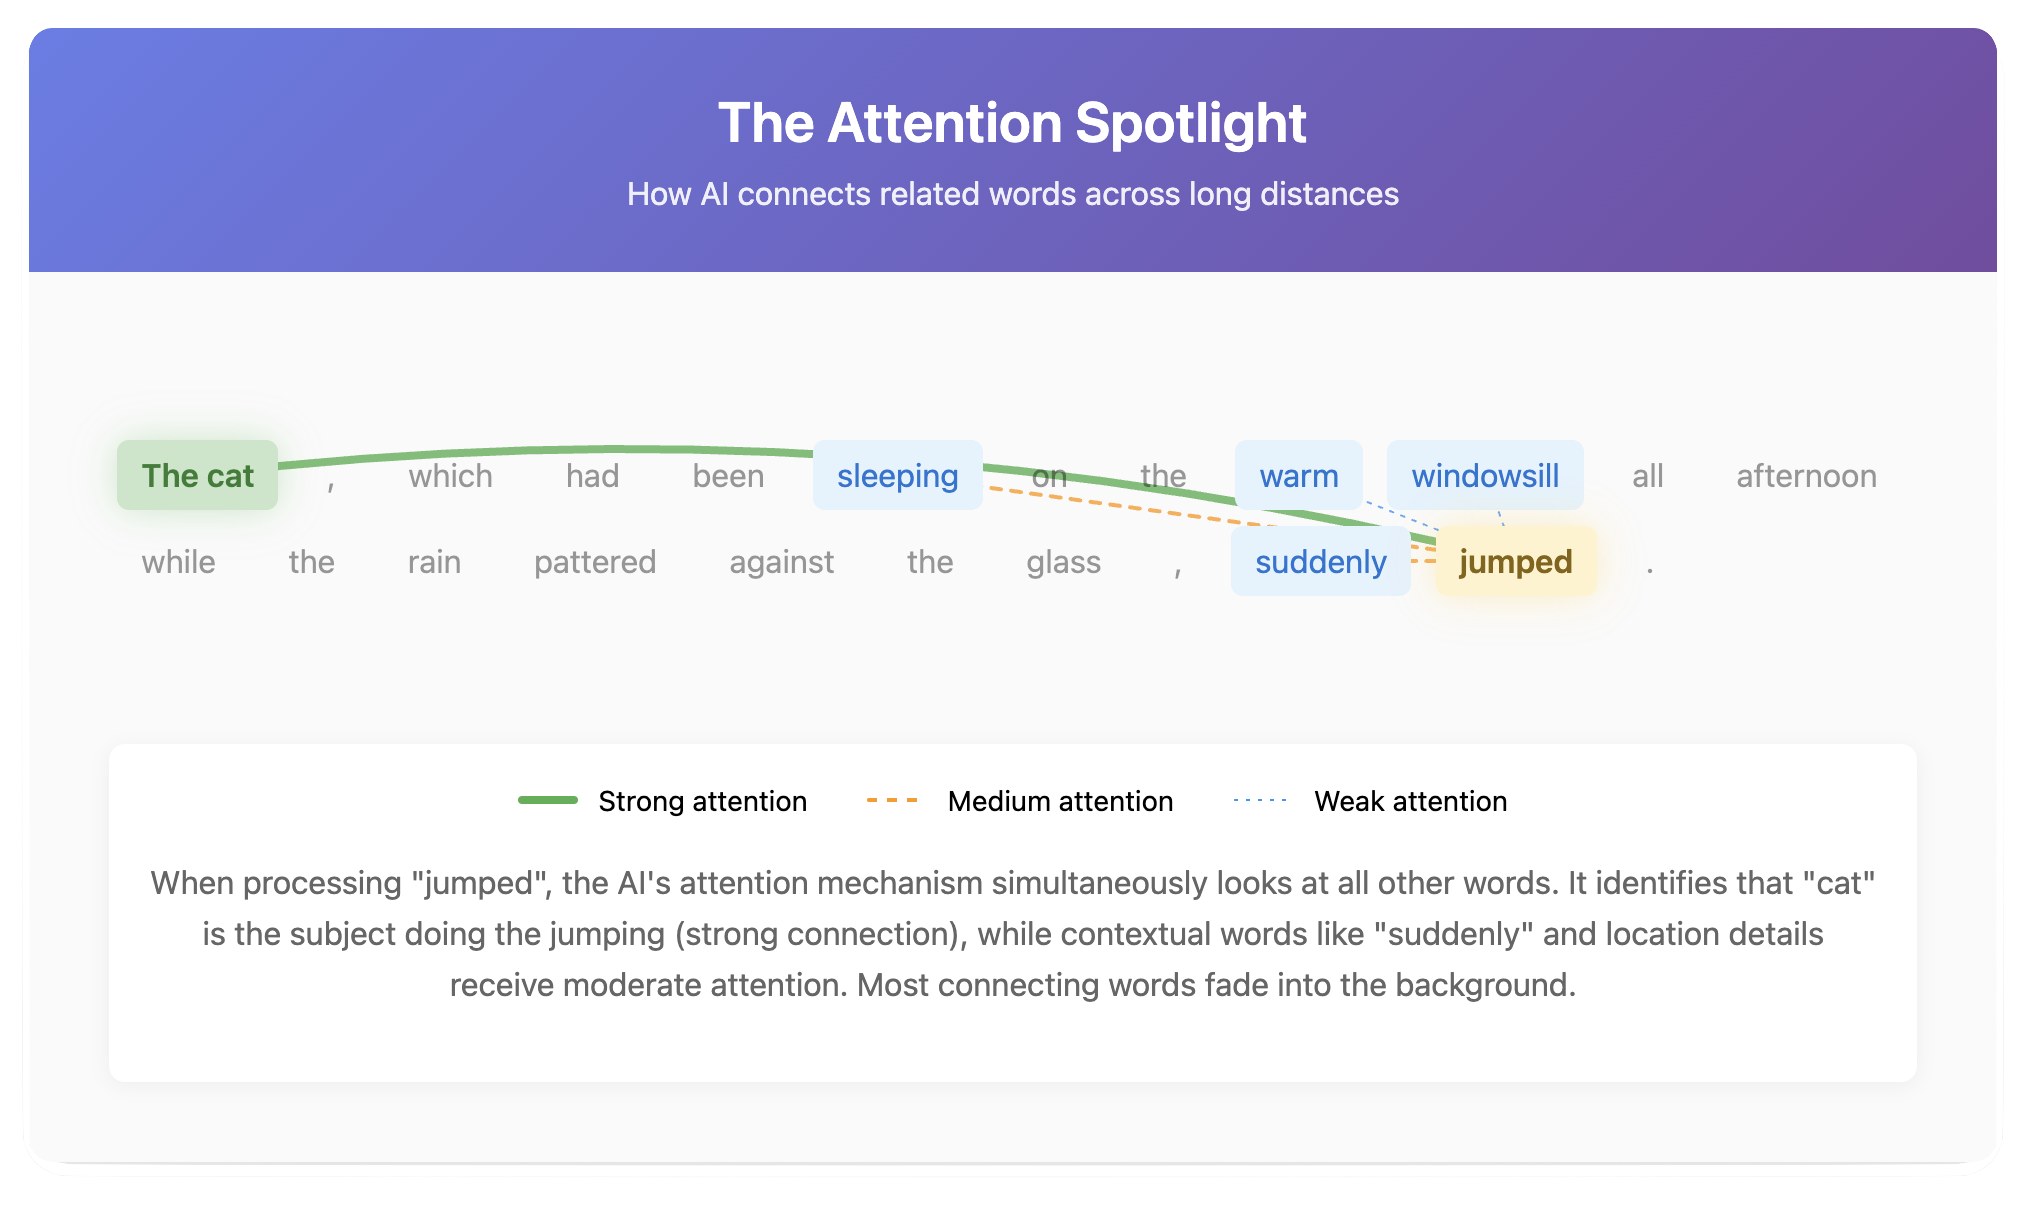 The Attention Spotlight
How AI connects related words across long distances
The cat , which had been sleeping on the warm windowsill all afternoon
while the rain pattered against the glass , suddenly jumped .
Strong attention Medium attention Weak attention
When processing "jumped", the AI's attention mechanism simultaneously looks at all other words. It identifies that "cat"
is the subject doing the jumping (strong connection), while contextual words like "suddenly" and location details
receive moderate attention. Most connecting words fade into the background.